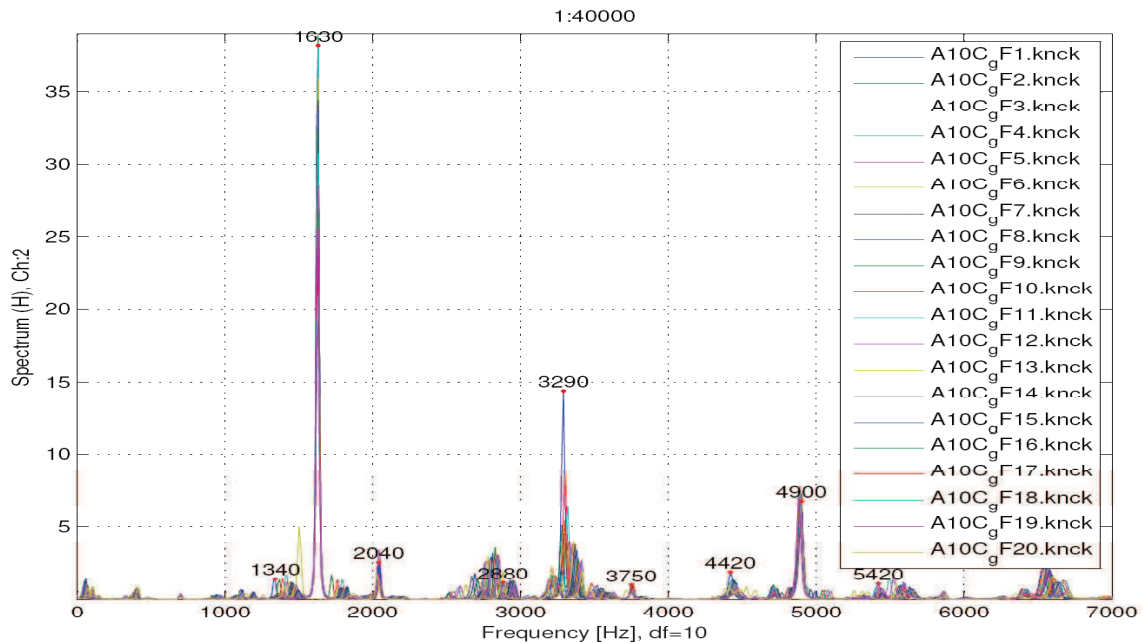 1:40000
1630
3290
4900
2040
1340
2880
3750
4420
5420
35
30
25
20
15
10
5
0
1000
2000
3000
4000
5000
6000
7000
Spectrum (H), Ch:2
Frequency [Hz], df=10
A10CgF1.knck
A10CgF2.knck
A10CgF3.knck
A10CgF4.knck
A10CgF5.knck
A10CgF6.knck
A10CgF7.knck
A10CgF8.knck
A10CgF9.knck
A10CgF10.knck
A10CgF11.knck
A10CgF12.knck
A10CgF13.knck
A10CgF14.knck
A10CgF15.knck
A10CgF16.knck
A10CgF17.knck
A10CgF18.knck
A10CgF19.knck
A10CgF20.knck